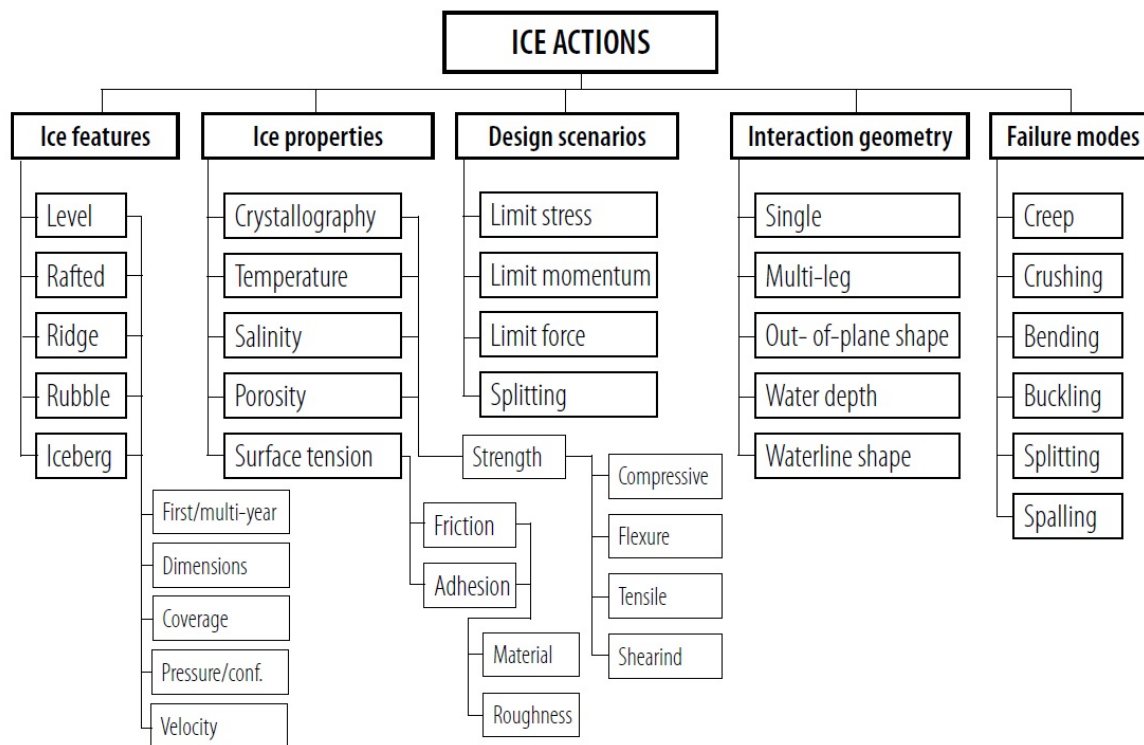 ICE ACTIONS
Ice features
Ice properties
Design scenarios
Interaction geometry
Failure modes
Level
Rafted
Ridge
Rubble
Iceberg
First/multi-year
Dimensions
Coverage
Pressure/conf.
Velocity
Crystallography
Temperature
Salinity
Porosity
Surface tension
Friction
Adhesion
Material
Roughness
Strength
Compressive
Flexure
Tensile
Shearind
Limit stress
Limit momentum
Limit force
Splitting
Single
Multi-leg
Out- of-plane shape
Water depth
Waterline shape
Creep
Crushing
Bending
Buckling
Splitting
Spalling